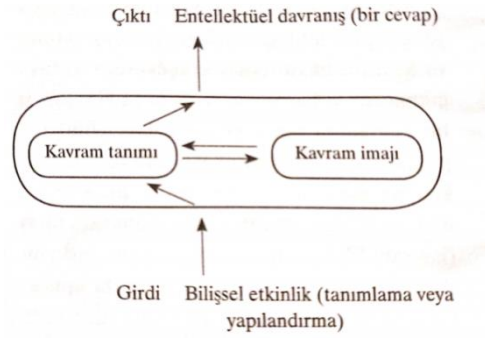 Çıktı Entellektüel davranış (bir cevap)
Kavram tanımı
Kavram imajı
Girdi Bilişsel etkinlik (tanımlama veya
yapılandırma)